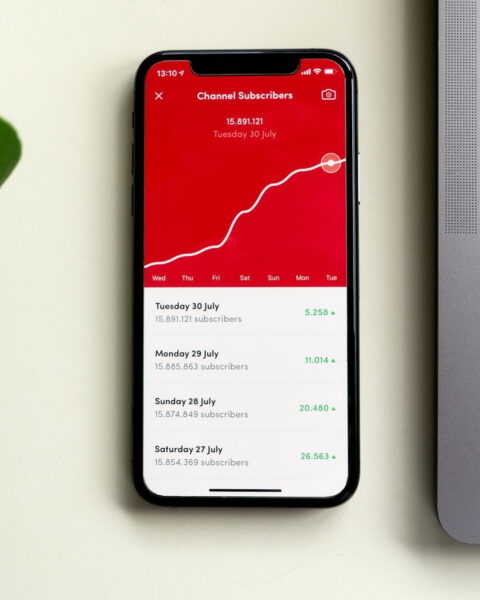 13:10
Channel Subscribers
15.891.121
Tuesday 30 July
Wed Thu Fri Sat Sun Mon Tue
Tuesday 30 July
15.891.121 subscribers
5.258
Monday 29 July
15.885.863 subscribers
11.014
Sunday 28 July
15.874.849 subscribers
20.480
Saturday 27 July
15.854.369 subscribers
26.563